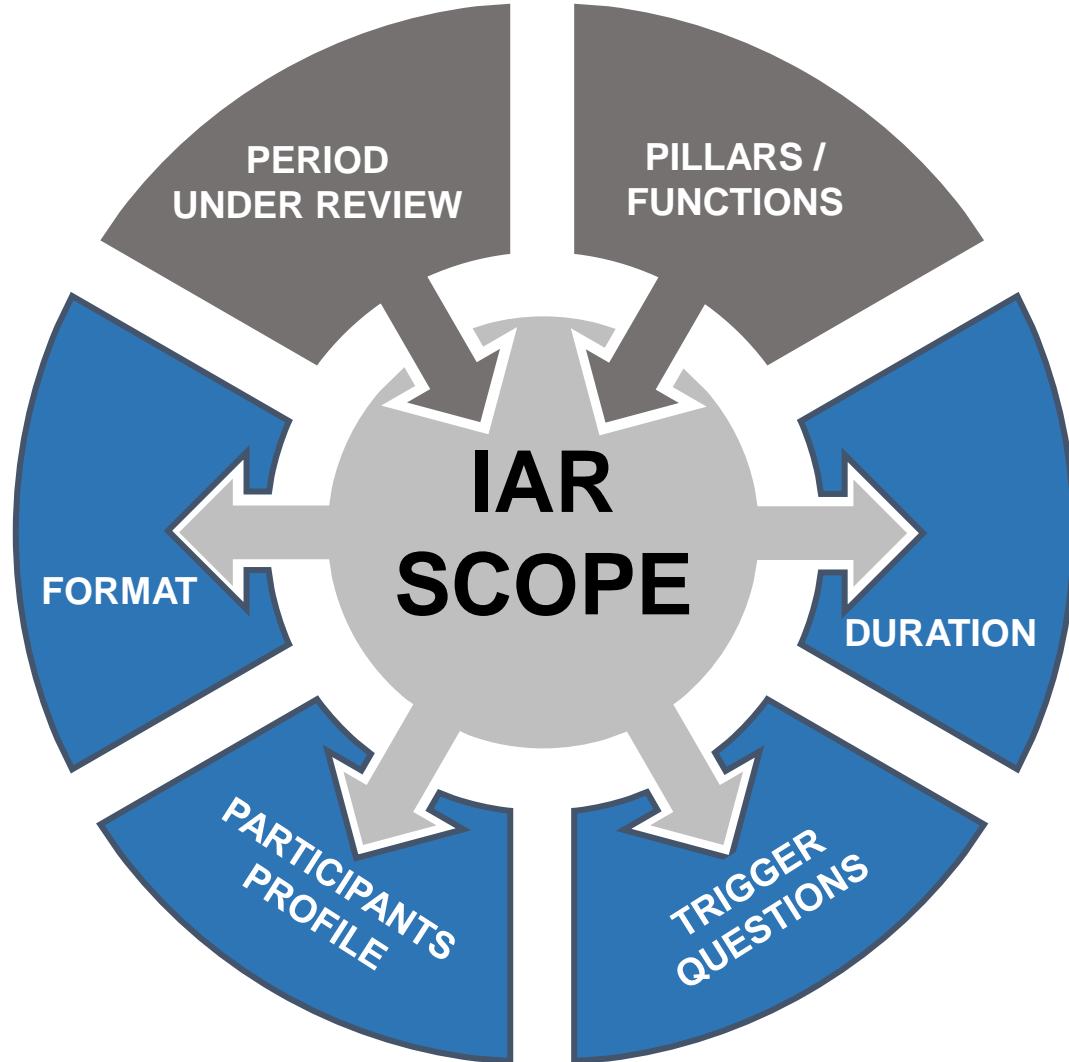 PERIOD
UNDER REVIEW
PILLARS /
FUNCTIONS
IAR
SCOPE
FORMAT
DURATION
PARTICIPANTS
PROFILE
TRIGGER
QUESTIONS